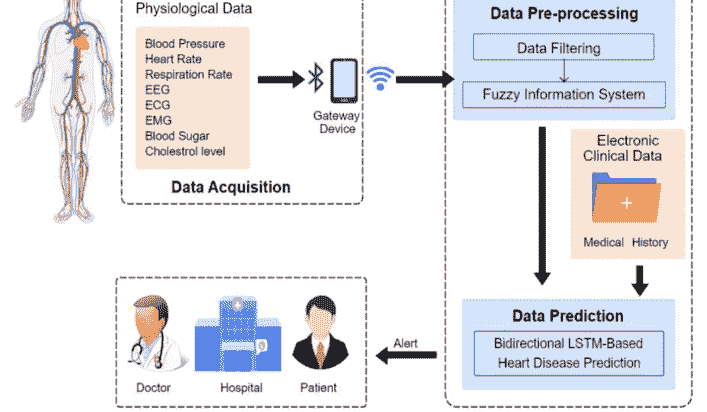 Physiological Data
Blood Pressure
Heart Rate
Respiration Rate
EEG
ECG
EMG
Blood Sugar
Cholestrol level
Gateway
Device
Data Acquisition
Data Pre-processing
Data Filtering
Fuzzy Information System
Electronic
Clinical Data
Medical History
Data Prediction
Bidirectional LSTM-Based
Heart Disease Prediction
Alert
Doctor
Hospital
Patient